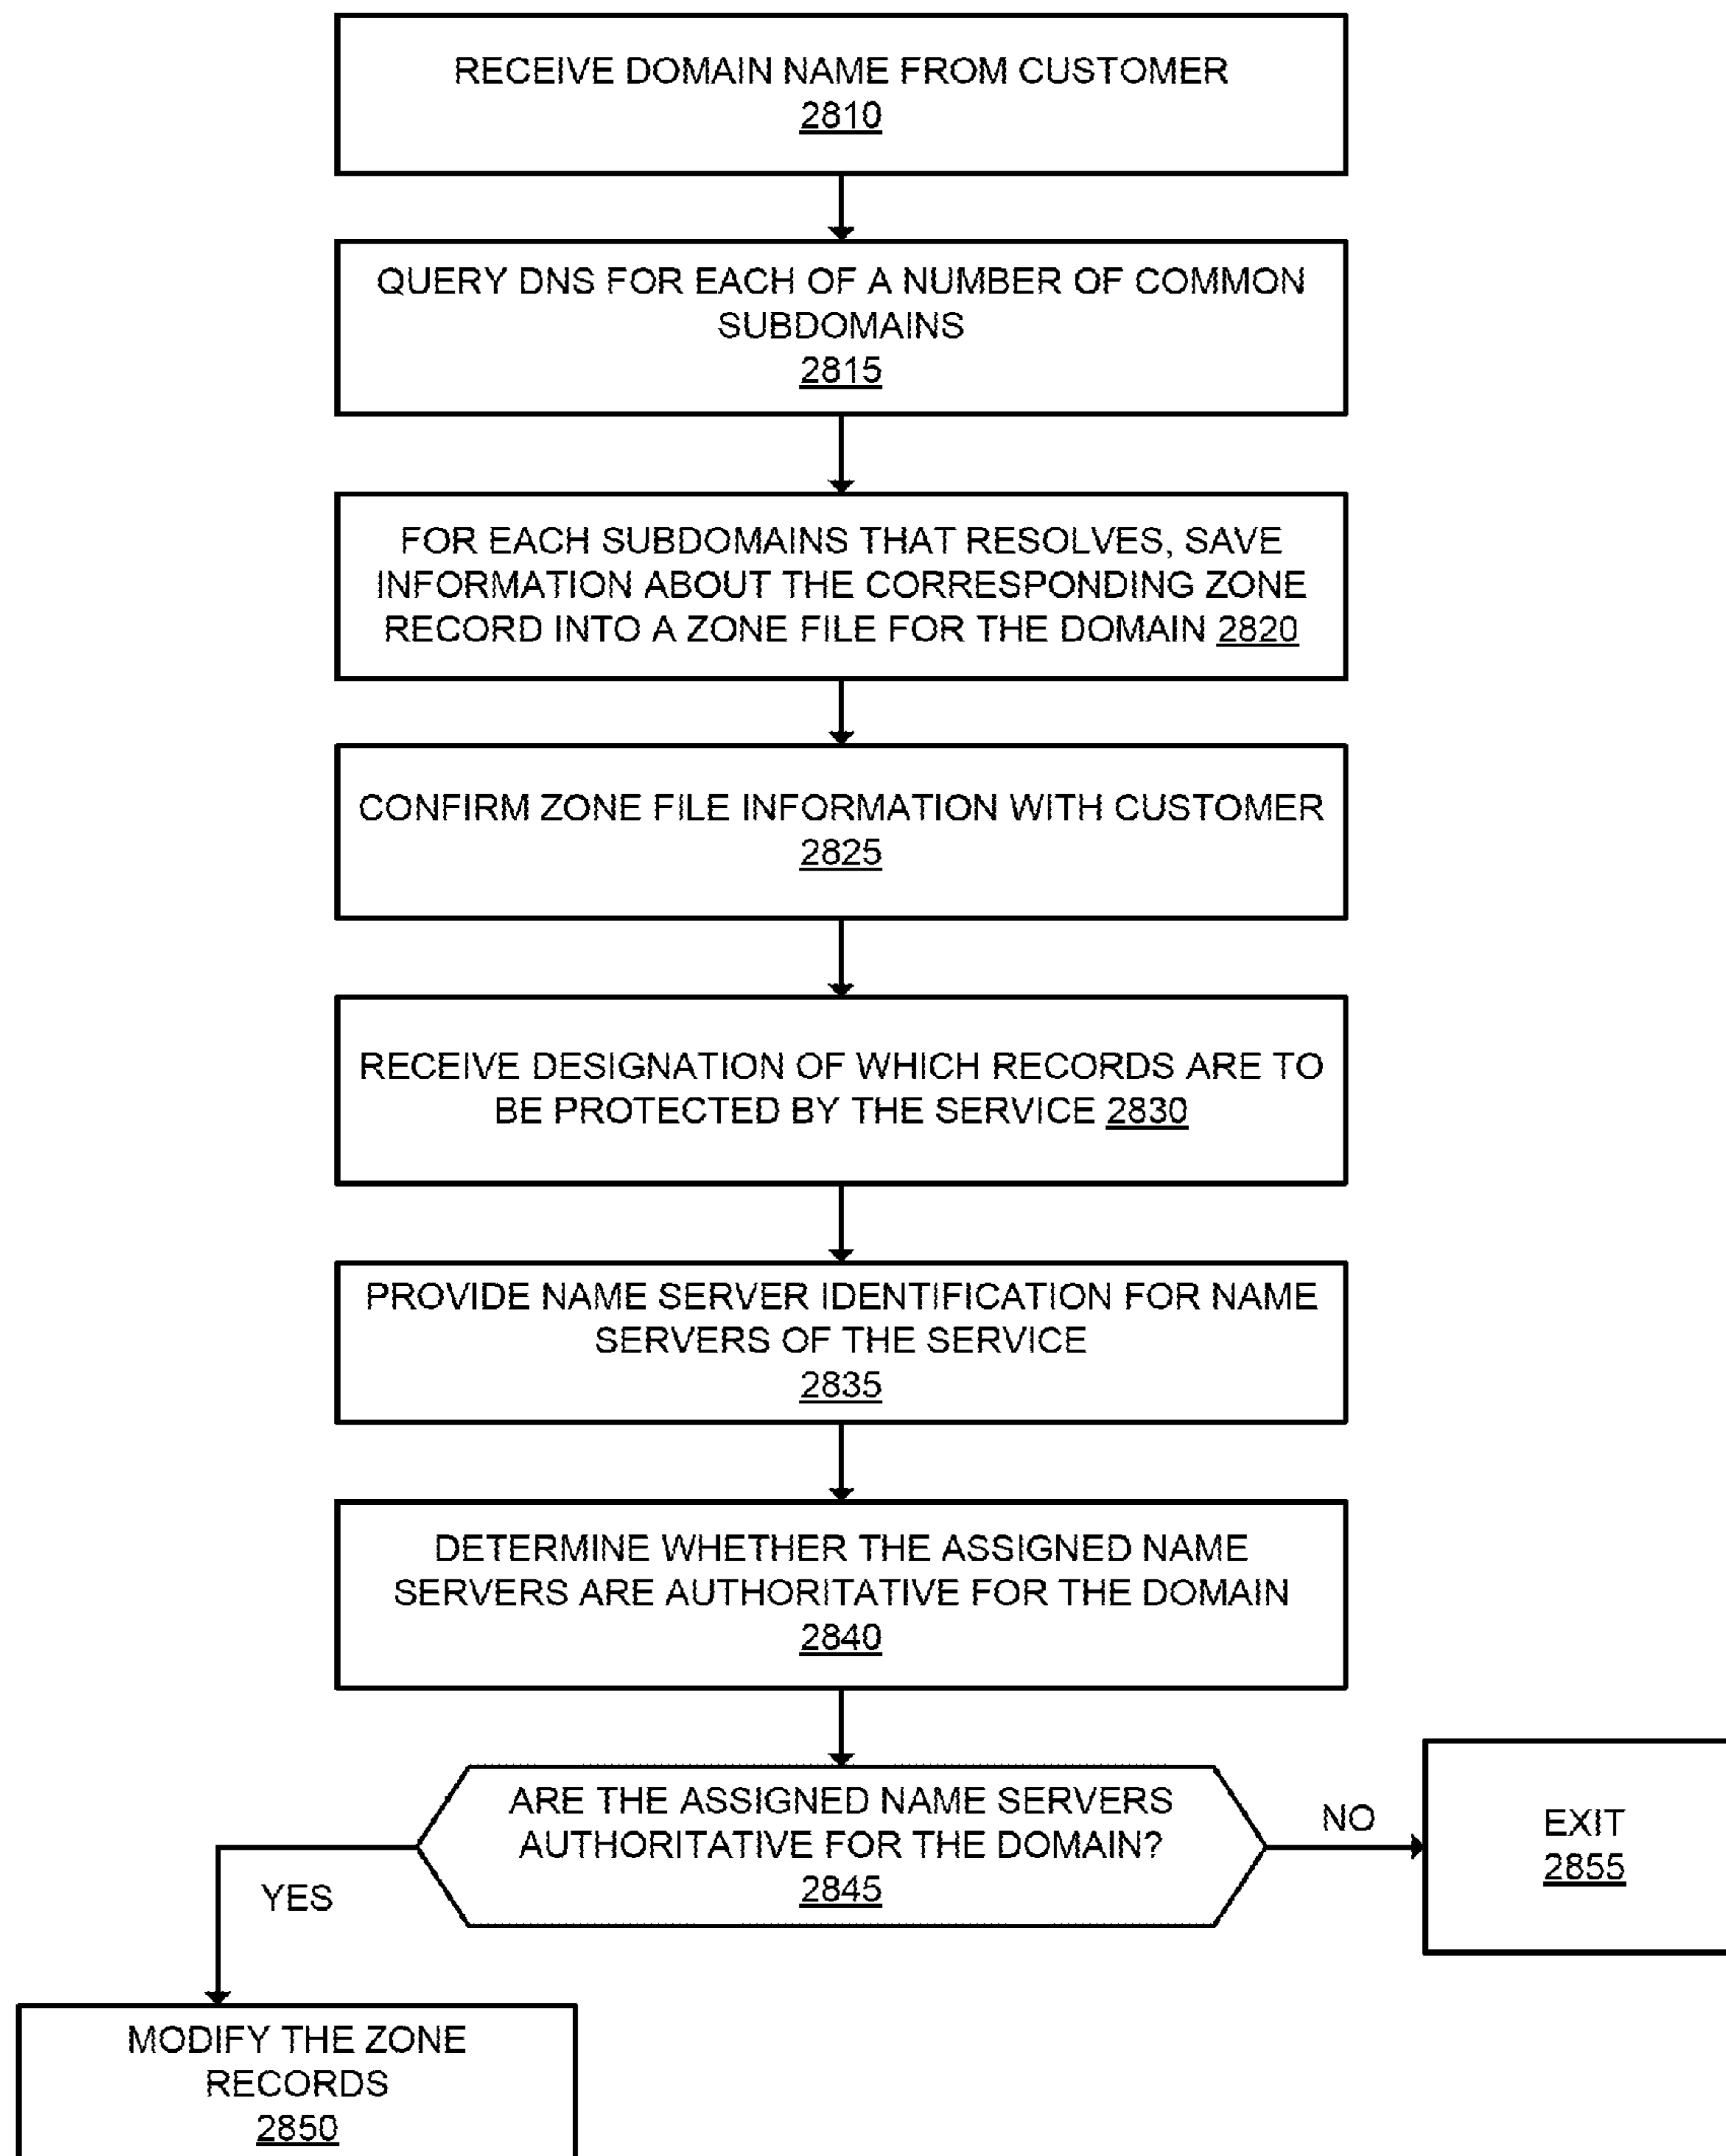 RECEIVE DOMAIN NAME FROM CUSTOMER
2810
QUERY DNS FOR EACH OF A NUMBER OF COMMON
SUBDOMAINS
2815
FOR EACH SUBDOMAINS THAT RESOLVES, SAVE
INFORMATION ABOUT THE CORRESPONDING ZONE
RECORD INTO A ZONE FILE FOR THE DOMAIN 2820
CONFIRM ZONE FILE INFORMATION WITH CUSTOMER
2825
RECEIVE DESIGNATION OF WHICH RECORDS ARE TO
BE PROTECTED BY THE SERVICE 2830
PROVIDE NAME SERVER IDENTIFICATION FOR NAME
SERVERS OF THE SERVICE
2835
DETERMINE WHETHER THE ASSIGNED NAME
SERVERS ARE AUTHORITATIVE FOR THE DOMAIN
2840
ARE THE ASSIGNED NAME SERVERS
AUTHORITATIVE FOR THE DOMAIN?
2845
NO
EXIT
2855
YES
MODIFY THE ZONE
RECORDS
2850